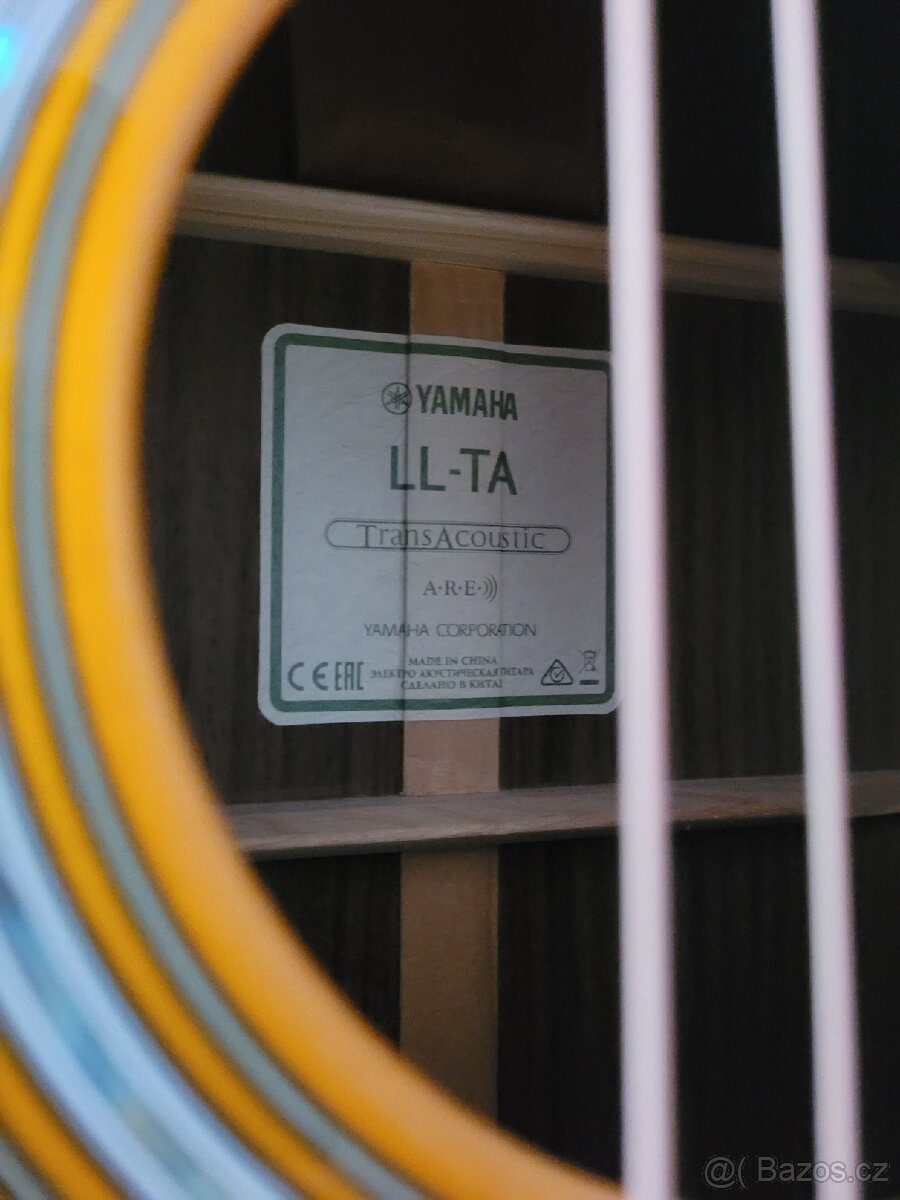 YAMAHA
LL-TA
TransAcoustic
A·R·E·
YAMAHA CORPORATION
MADE IN CHINA
ЭЛЕКТРО АКУСТИЧЕСКАЯ ГИТАРА
СДЕЛАНО В КИТАЕ
CE EAC
@( Bazos.cz